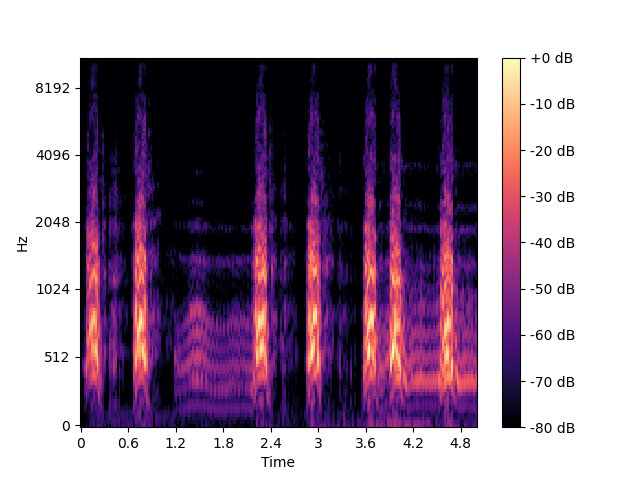 8192
4096
2048
1024
512
0
Hz
0 0.6 1.2 1.8 2.4 3 3.6 4.2 4.8
Time
+0 dB
-10 dB
-20 dB
-30 dB
-40 dB
-50 dB
-60 dB
-70 dB
-80 dB